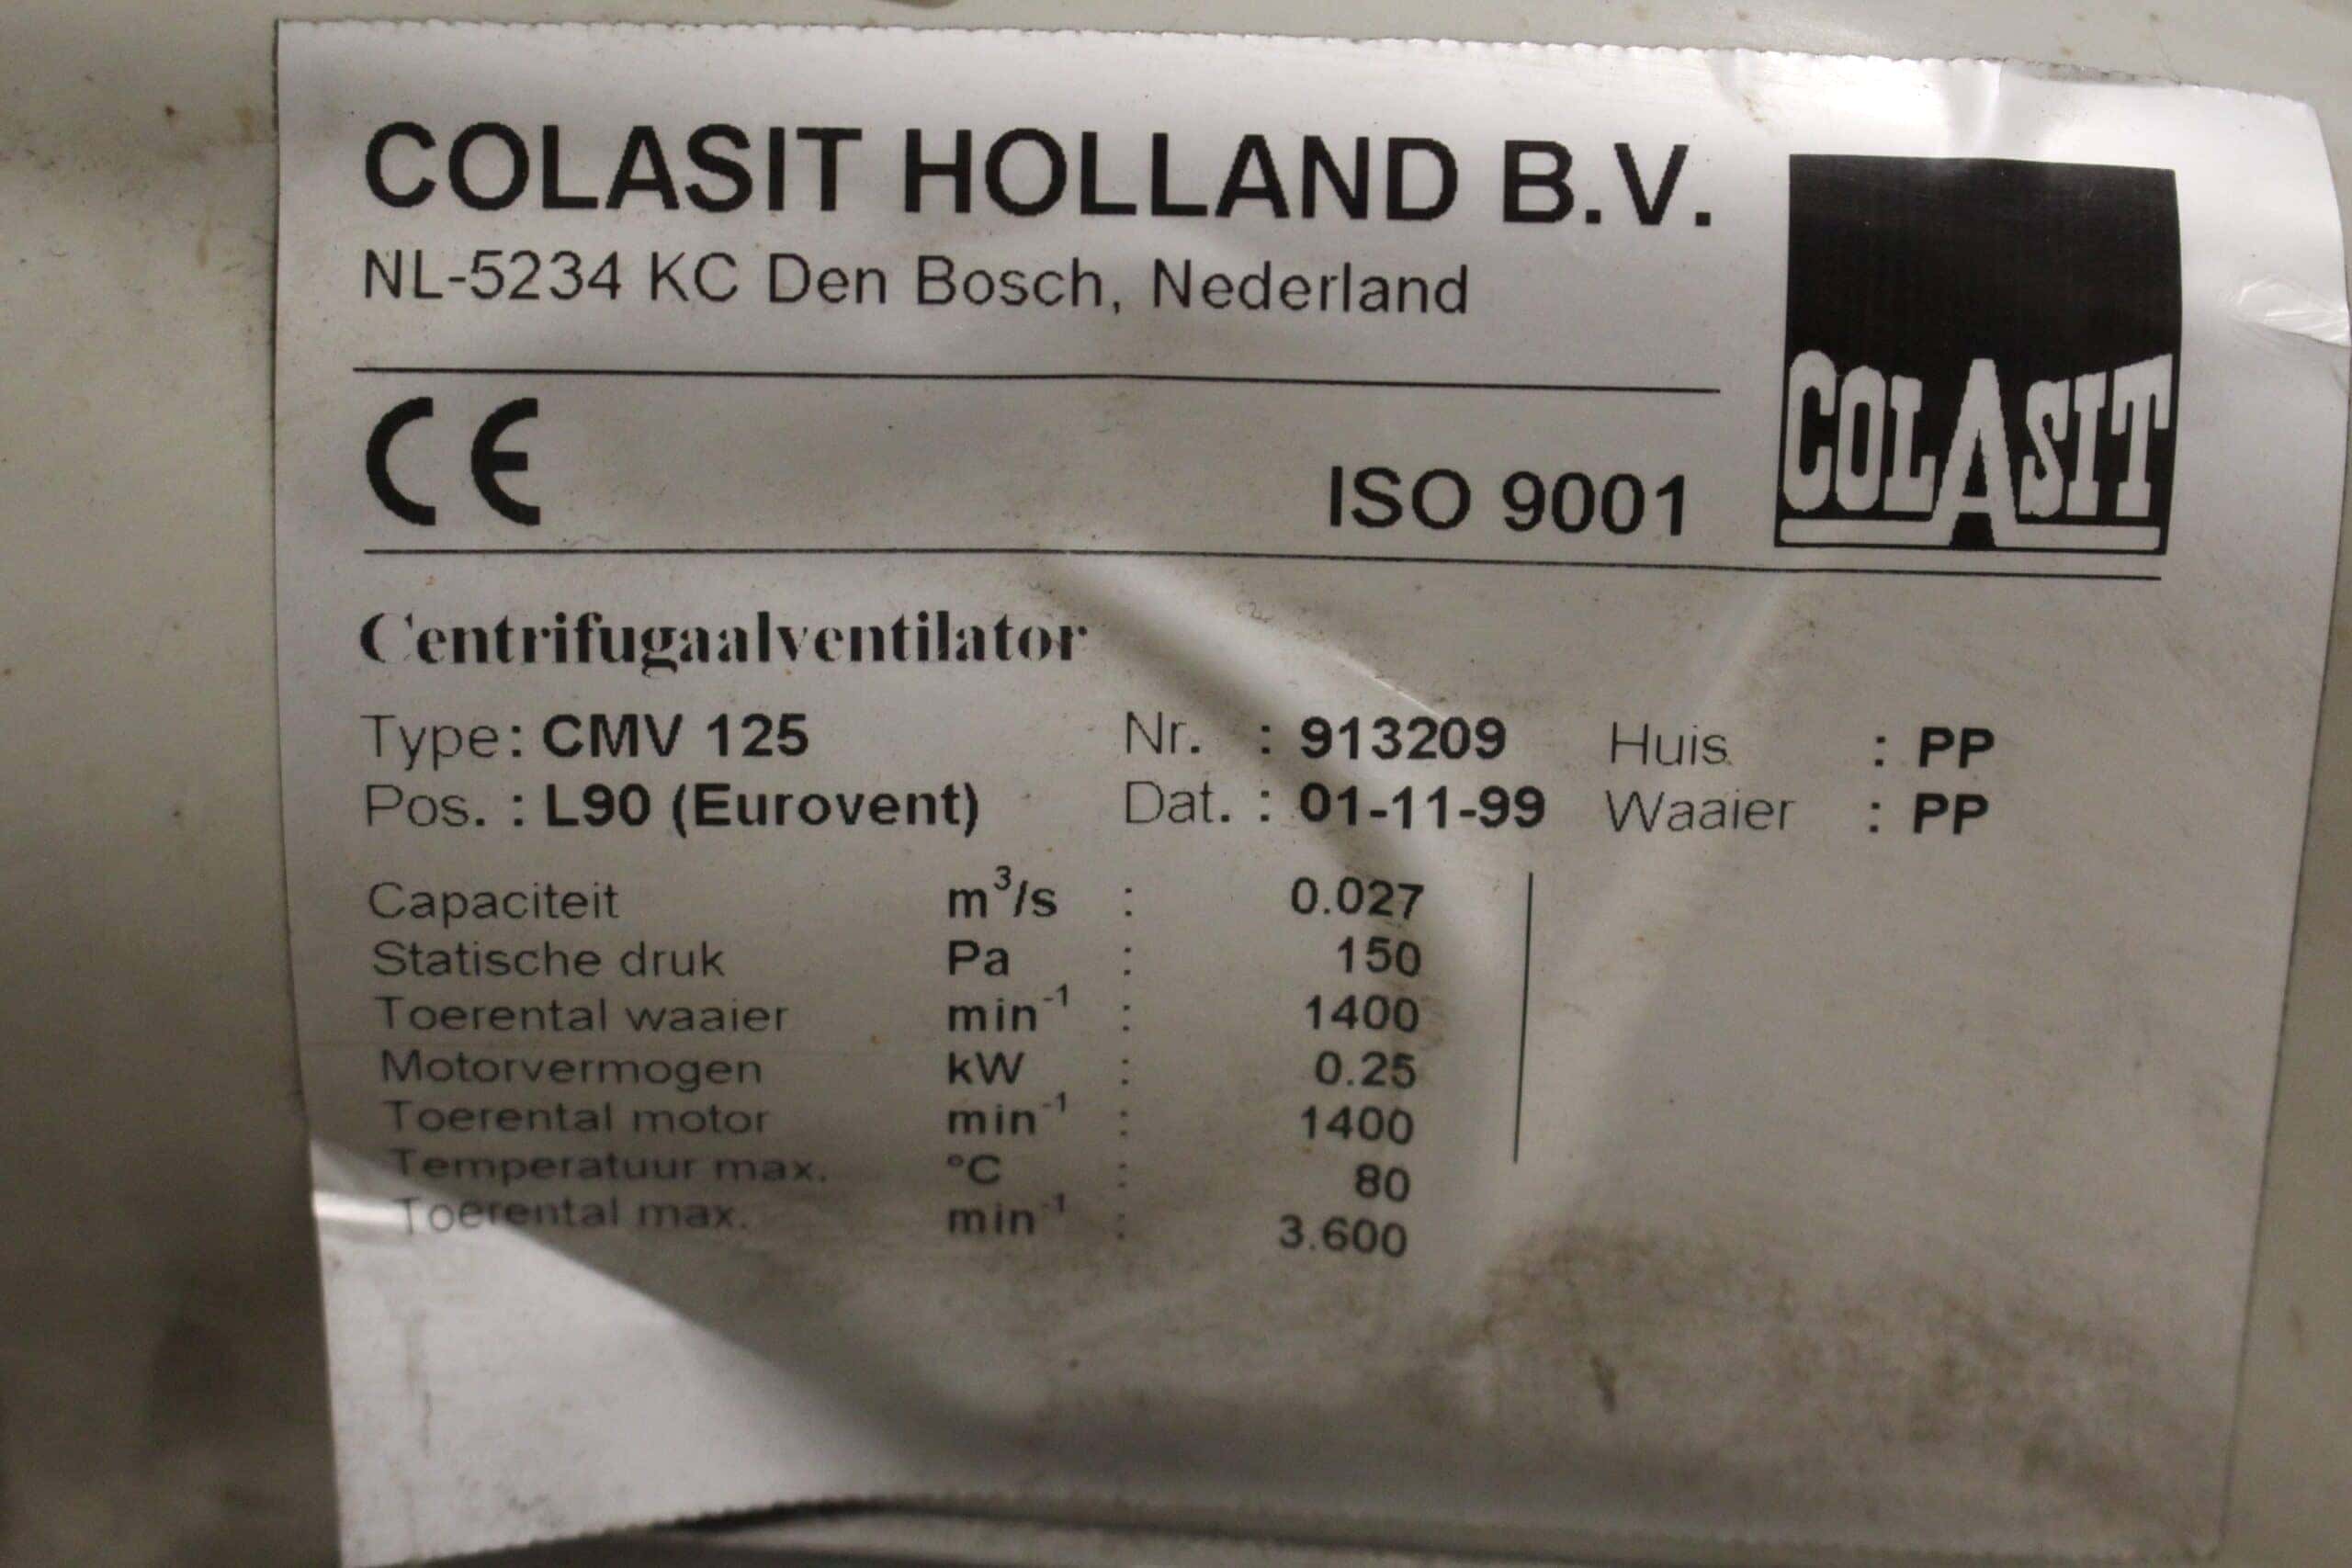 COLASIT HOLLAND B.V.
NL-5234 KC Den Bosch, Nederland
COLASIT
CE
ISO 9001
Centrifugaalventilator
Type: CMV 125 Nr. : 913209 Huis : PP
Pos. : L90 (Eurovent) Dat. : 01-11-99 Waaier : PP
Capaciteit m³/s : 0.027
Statische druk Pa : 150
Toerental waaier min⁻¹ : 1400
Motorvermogen kW : 0.25
Toerental motor min⁻¹ : 1400
Temperatuur max. °C : 80
Toerental max. min⁻¹ : 3.600